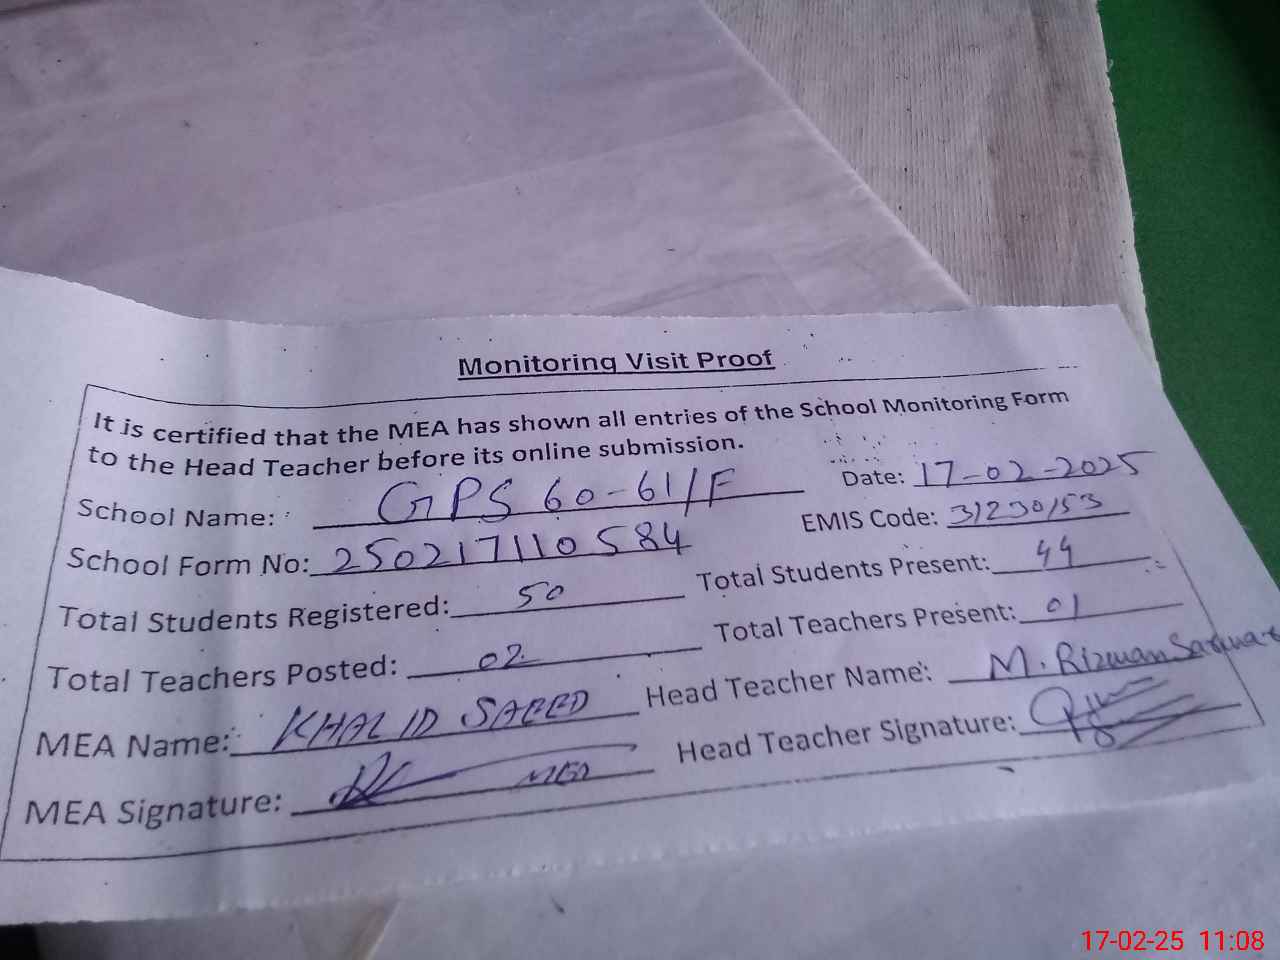 Monitoring Visit Proof
It is certified that the MEA has shown all entries of the School Monitoring Form
to the Head Teacher before its online submission.
School Name: GPS 60-61/F Date: 17-02-2025
School Form No: 250217110584 EMIS Code: 31230153
Total Students Registered: 50 Total Students Present: 44
Total Teachers Posted: 02 Total Teachers Present: 01
MEA Name: KHALID SAEED Head Teacher Name: M. Rizwan Sarwar
MEA Signature: MEA Head Teacher Signature:
17-02-25 11:08